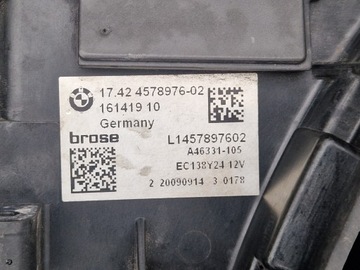 17.42 4578976-02
161419 10
Germany
brose
L1457897602
A46331-105
EC138Y24 12V
2 20090914 3 0178